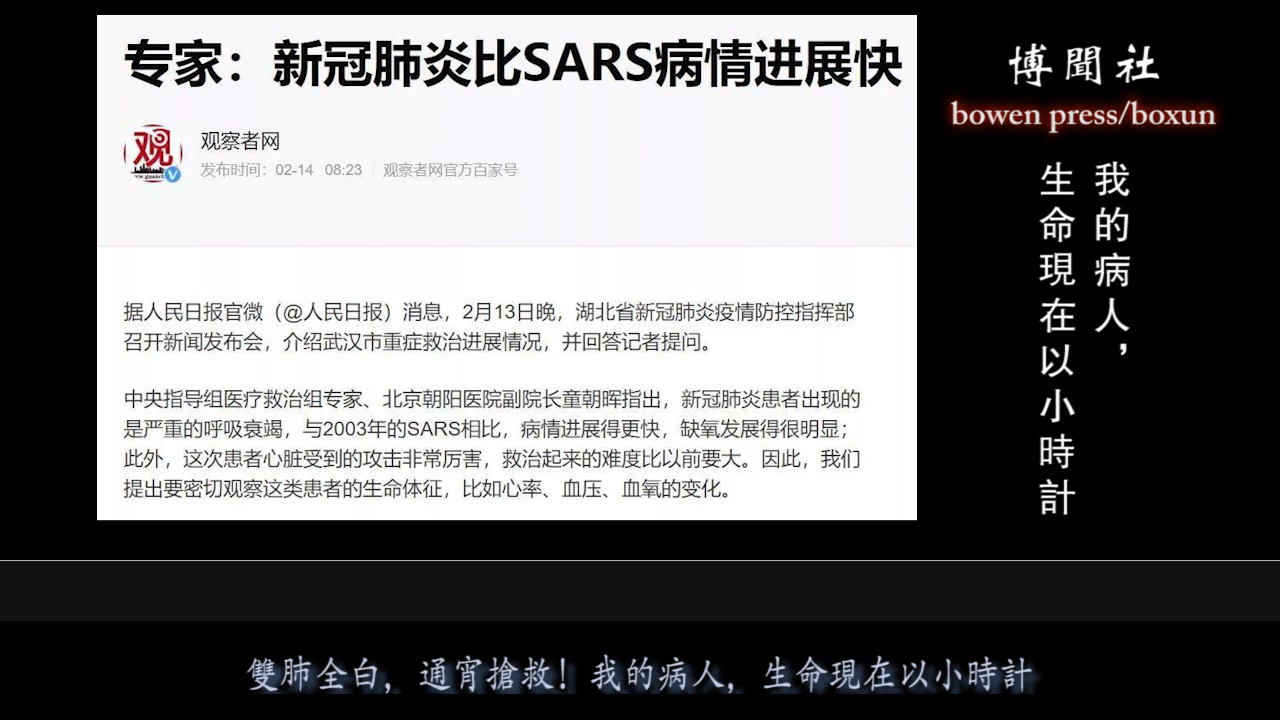 专家：新冠肺炎比SARS病情进展快
观
观察者网
发布时间：02-14 08:23 观察者网官方百家号
据人民日报官微（@人民日报）消息，2月13日晚，湖北省新冠肺炎疫情防控指挥部
召开新闻发布会，介绍武汉市重症救治进展情况，并回答记者提问。
中央指导组医疗救治组专家、北京朝阳医院副院长童朝晖指出，新冠肺炎患者出现的
是严重的呼吸衰竭，与2003年的SARS相比，病情进展得更快，缺氧发展得很明显；
此外，这次患者心脏受到的攻击非常厉害，救治起来的难度比以前要大。因此，我们
提出要密切观察这类患者的生命体征，比如心率、血压、血氧的变化。
博聞社
bowen press/boxun
我的病人，
生命現在以小時計
雙肺全白，通宵搶救！我的病人，生命現在以小時計